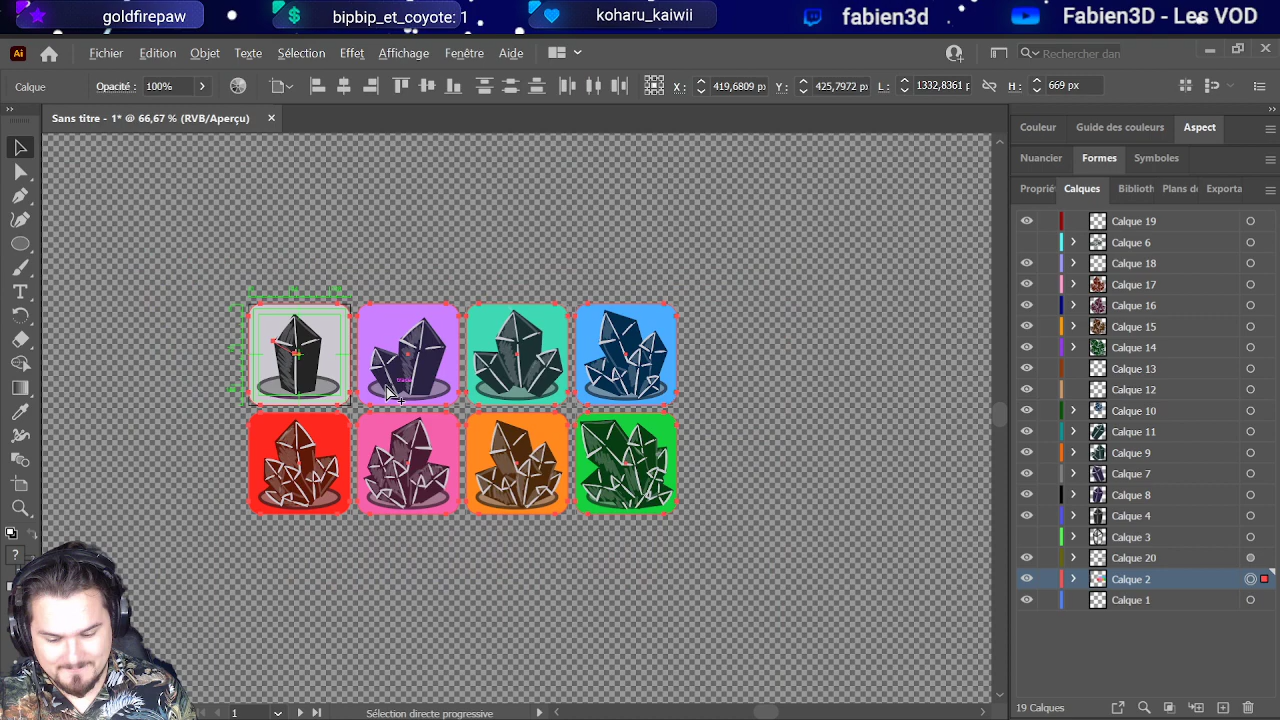 goldfirepaw
bipbip_et_coyote: 1
koharu_kaiwii
fabien3d
Fabien3D - Les VOD
Ai
Fichier Edition Objet Texte Sélection Effet Affichage Fenêtre Aide
Rechercher dan
Calque
Opacité : 100%
X : 419,6809 p
Y : 425,7972 p
L : 1332,8361 p
H : 669 px
Sans titre - 1* @ 66,67 % (RVB/Aperçu)
Couleur Guide des couleurs Aspect
Nuancier Formes Symboles
Proprié Calques Biblioth Plans de Exporta
Calque 19
Calque 6
Calque 18
Calque 17
Calque 16
Calque 15
Calque 14
Calque 13
Calque 12
Calque 10
Calque 11
Calque 9
Calque 7
Calque 8
Calque 4
Calque 3
Calque 20
Calque 2
Calque 1
19 Calques
1
Sélection directe progressive